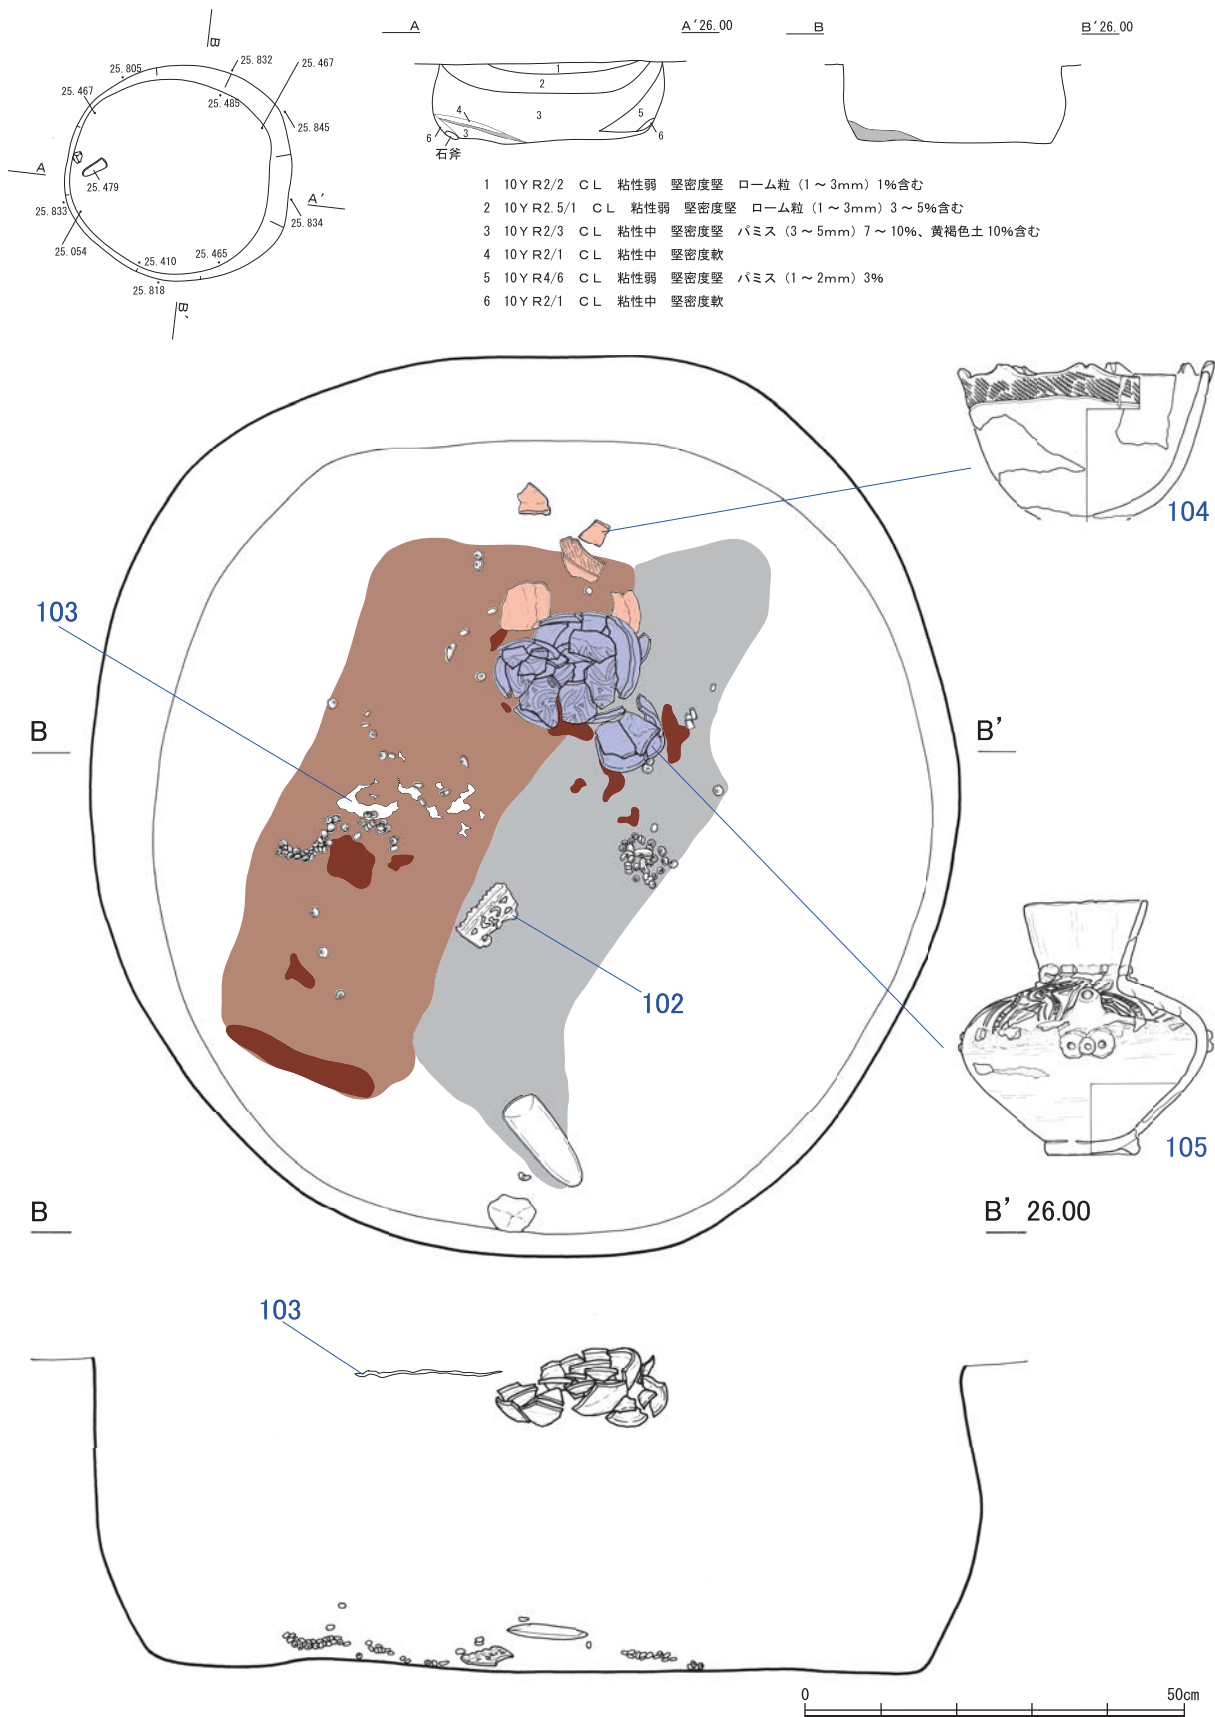 B
25.832
25.805
25.467
25.467
25.485
25.845
A
25.479
A'
25.833
25.834
25.054
25.410
25.465
25.818
B'
A
A'26.00
1
2
3
4
5
6
3
6
石斧
B
B'26.00
1 10YR2/2 CL 粘性弱 堅密度堅 ローム粒（1～3mm）1%含む
2 10YR2.5/1 CL 粘性弱 堅密度堅 ローム粒（1～3mm）3～5%含む
3 10YR2/3 CL 粘性中 堅密度堅 パミス（3～5mm）7～10%、黄褐色土10%含む
4 10YR2/1 CL 粘性中 堅密度軟
5 10YR4/6 CL 粘性弱 堅密度堅 パミス（1～2mm）3%
6 10YR2/1 CL 粘性中 堅密度軟
104
103
B
B'
102
105
B
B' 26.00
103
0 50cm